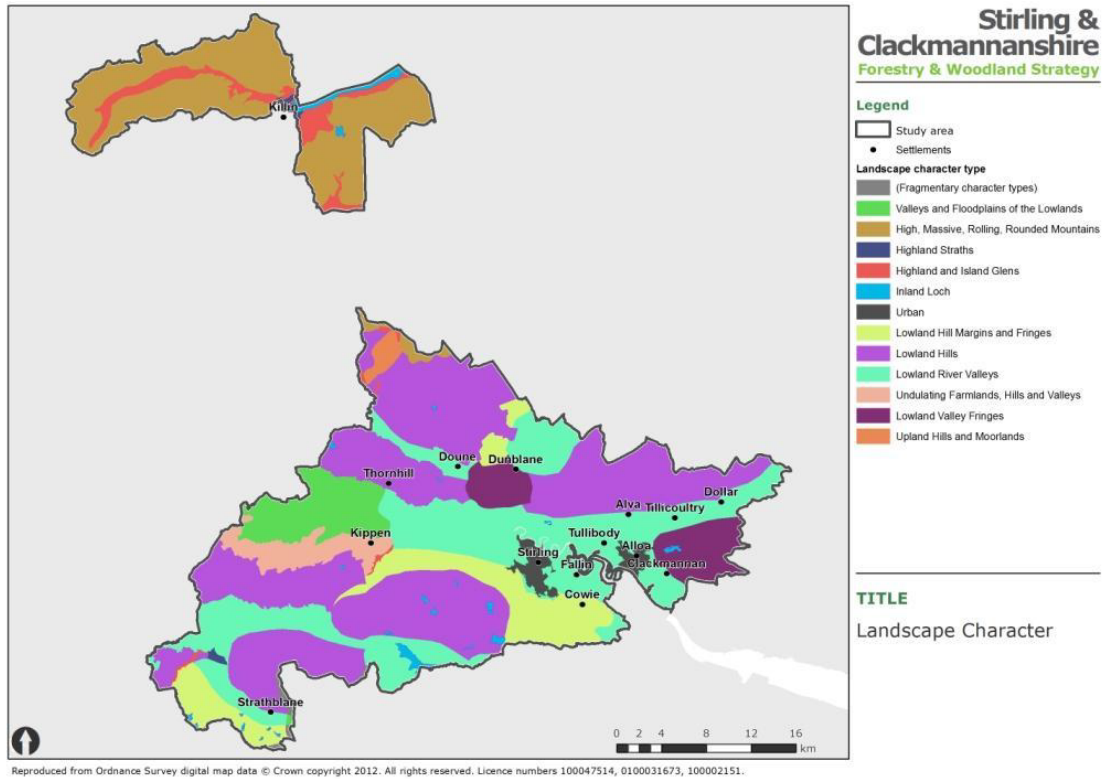 Stirling &
Clackmannanshire
Forestry & Woodland Strategy
Legend
Study area
Settlements
Landscape character type
(Fragmentary character types)
Valleys and Floodplains of the Lowlands
High, Massive, Rolling, Rounded Mountains
Highland Straths
Highland and Island Glens
Inland Loch
Urban
Lowland Hill Margins and Fringes
Lowland Hills
Lowland River Valleys
Undulating Farmlands, Hills and Valleys
Lowland Valley Fringes
Upland Hills and Moorlands
TITLE
Landscape Character
Killin
Doune
Dunblane
Thornhill
Dollar
Alva
Tillicoultry
Kippen
Tullibody
Stirling
Alloa
Fallin
Clackmannan
Cowie
Strathblane
0 2 4 8 12 16
km
Reproduced from Ordnance Survey digital map data © Crown copyright 2012. All rights reserved. Licence numbers 100047514, 0100031673, 100002151.